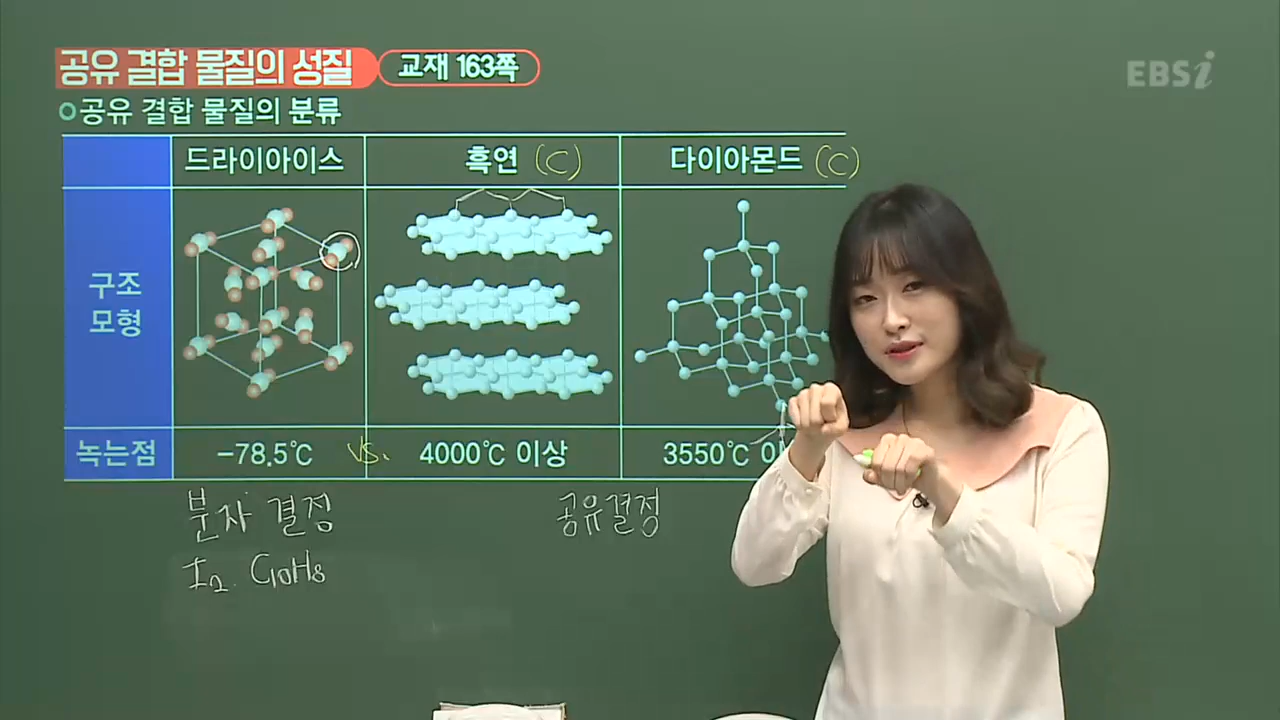 공유 결합 물질의 성질 교재 163쪽
EBSi
공유 결합 물질의 분류
드라이아이스 흑연 (C) 다이아몬드 (C)
구조
모형
녹는점 -78.5℃ vs. 4000℃ 이상 3550℃
분자 결정 공유결정
I₂. C₁₀H₈